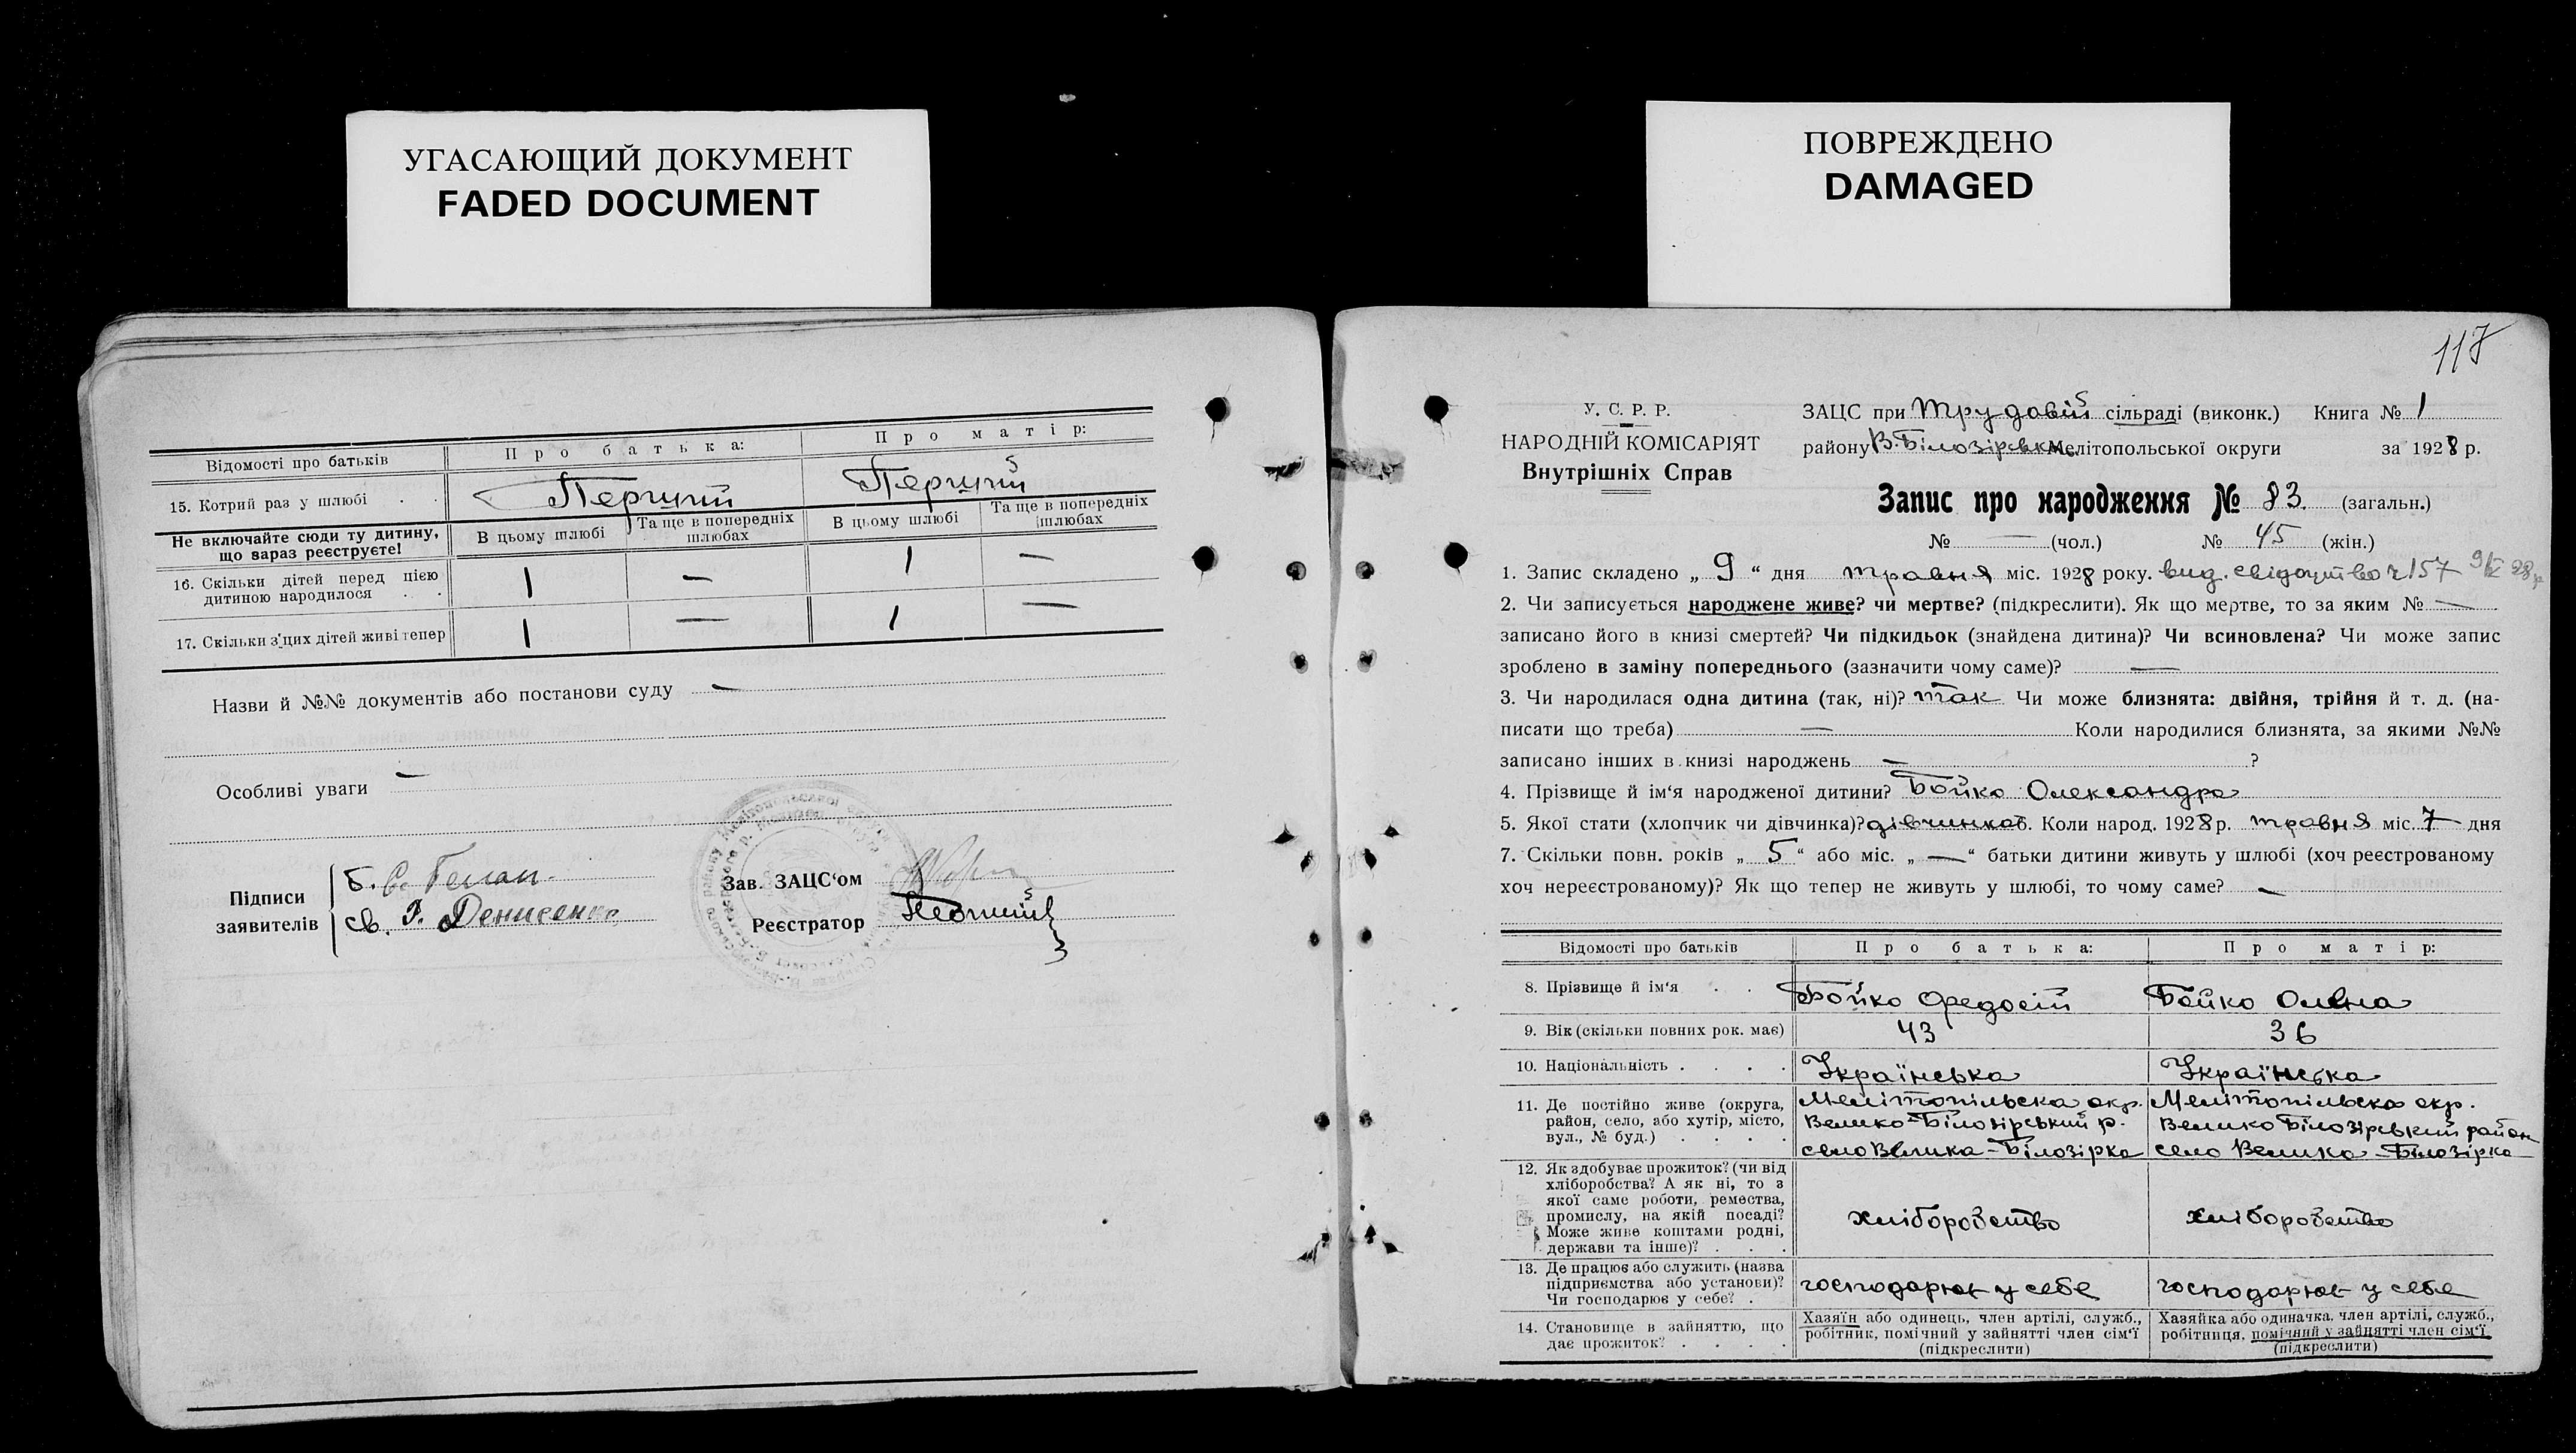 УГАСАЮЩИЙ ДОКУМЕНТ
FADED DOCUMENT
Відомості про батьків
Про батька:
Про матір:
15. Котрий раз у шлюбі . .
Перший
Перший
Не включайте сюди ту дитину,
що зараз реєструєте!
В цьому шлюбі
Та ще в попередніх
шлюбах
В цьому шлюбі
Та ще в попередніх
шлюбах
16. Скільки дітей перед цією
дитиною народилося . .
1
—
1
—
17. Скільки з'цих дітей живі тепер
1
—
1
—
Назви й №№ документів або постанови суду —
Особливі уваги —
Підписи
заявителів
Св. Р. Денисенко
Зав. ЗАЦС'ом
Реєстратор
ПОВРЕЖДЕНО
DAMAGED
117
У. С. Р. Р.
НАРОДНІЙ КОМІСАРІЯТ
Внутрішніх Справ
ЗАЦС при Трудовій сільраді (виконк.) Книга № 1
району В. Білозірськ Мелітопольської округи за 1928 р.
Запис про народження № 83. (загальн.)
№ — (чол.) № 45 (жін.)
1. Запис складено „ 9 “ дня травня міс. 1928 року. вид. свідоцтво ч 157 9/V 28 р
2. Чи записується народжене живе? чи мертве? (підкреслити). Як що мертве, то за яким № —
записано його в книзі смертей? Чи підкидьок (знайдена дитина)? Чи всиновлена? Чи може запис
зроблено в заміну попереднього (зазначити чому саме)? —
3. Чи народилася одна дитина (так, ні)? так Чи може близнята: двійня, трійня й т. д. (на-
писати що треба) — Коли народилися близнята, за якими №№
записано інших в книзі народжень — ?
4. Прізвище й ім'я народженої дитини? Бойко Олександра
5. Якої стати (хлопчик чи дівчинка)? дівчинка 6. Коли народ. 1928 р. травня міс. 7 дня
7. Скільки повн. років „ 5 “ або міс. „ — “ батьки дитини живуть у шлюбі (хоч реєстрованому
хоч нереєстрованому)? Як що тепер не живуть у шлюбі, то чому саме? —
Відомості про батьків
Про батька:
Про матір:
8. Прізвище й ім'я . .
Бойко Федосій
Бойко Олена
9. Вік (скільки повних рок. має)
43
36
10. Національність . . . .
Українська
Українська
11. Де постійно живе (округа,
район, село, або хутір, місто,
вул., № буд.) . . . .
Мелітопільска окр.
Велико-Білозірський р.
село Велика-Білозірка
Мелітопільска окр.
Велико Білозірський район
село Велика-Білозірка
12. Як здобуває прожиток? (чи від
хліборобства? А як ні, то з
якої саме роботи, ремества,
промислу, на якій посаді?
Може живе коштами родні,
держави та інше)? . . .
хліборобство
хліборобство
13. Де працює або служить (назва
підприємства або установи)?
Чи господарює у себе? .
господарює у себе
господарює у себе
14. Становище в зайняттю, що
дає прожиток? . . . .
Хазяїн або одинець, член артілі, служб.,
робітник, помічний у зайнятті член сім'ї
(підкреслити)
Хазяйка або одиначка, член артілі, служб.,
робітниця, помічний у зайнятті член сім'ї
(підкреслити)